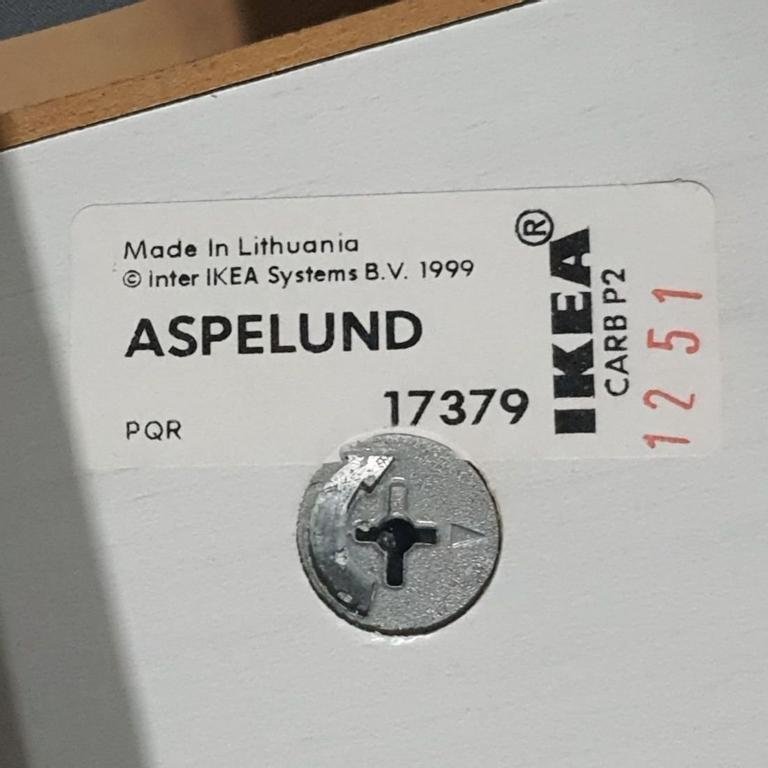 Made In Lithuania
© Inter IKEA Systems B.V. 1999
ASPELUND
17379
PQR
IKEA®
CARB P2
1251